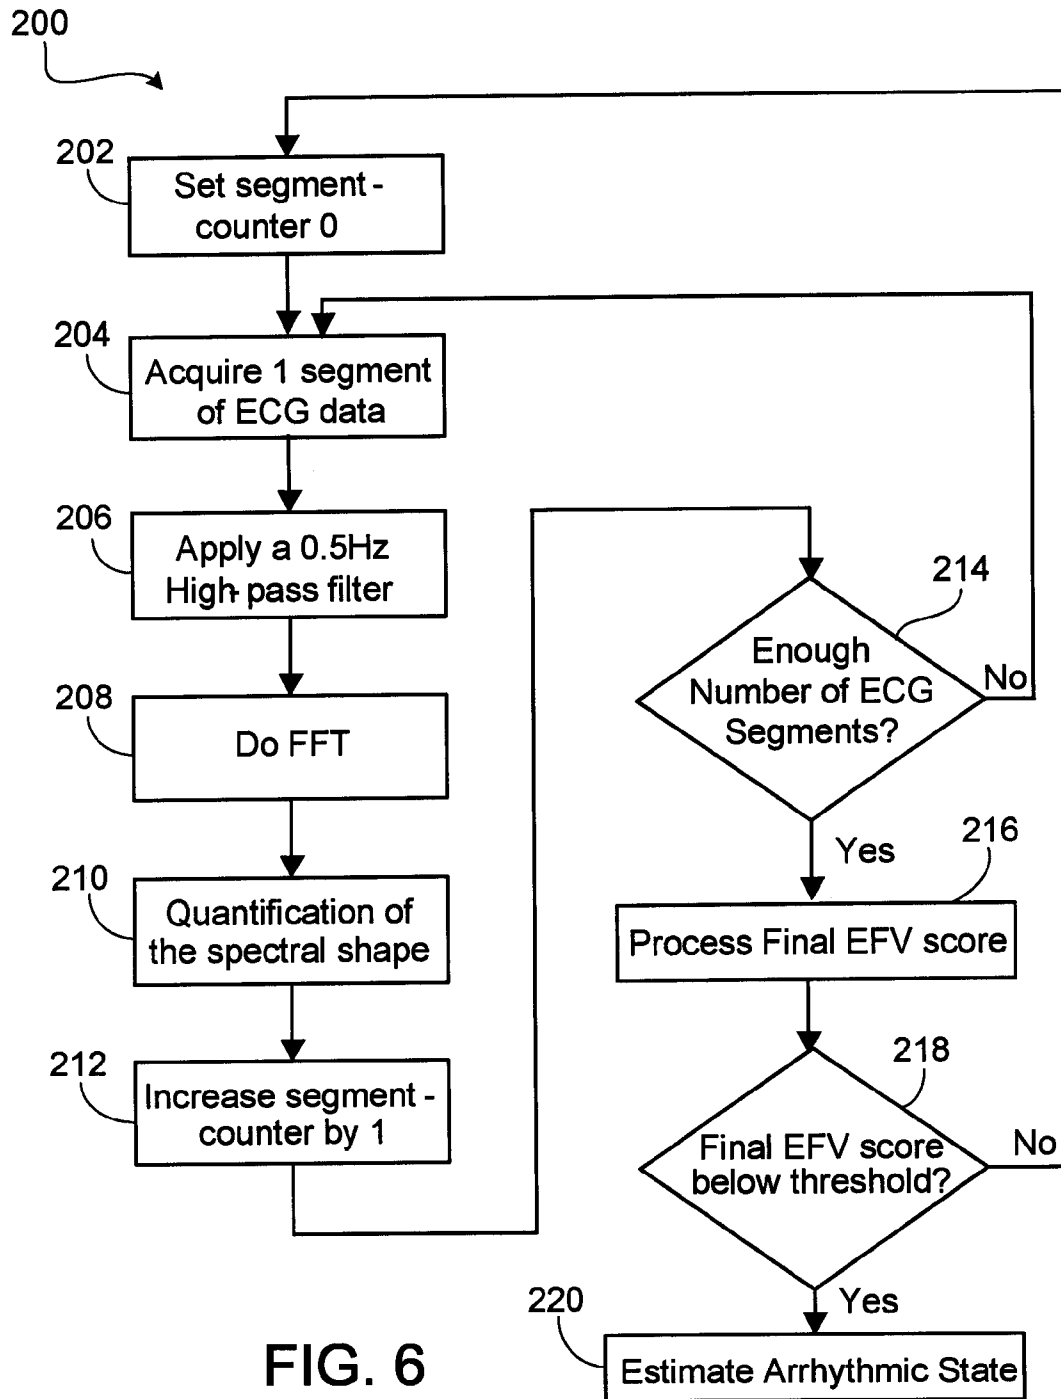 200
202
Set segment -
counter 0
204
Acquire 1 segment
of ECG data
206
Apply a 0.5Hz
High- pass filter
208
Do FFT
210
Quantification of
the spectral shape
212
Increase segment -
counter by 1
214
Enough
Number of ECG
Segments?
No
Yes
216
Process Final EFV score
218
Final EFV score
below threshold?
No
Yes
220
Estimate Arrhythmic State
FIG. 6